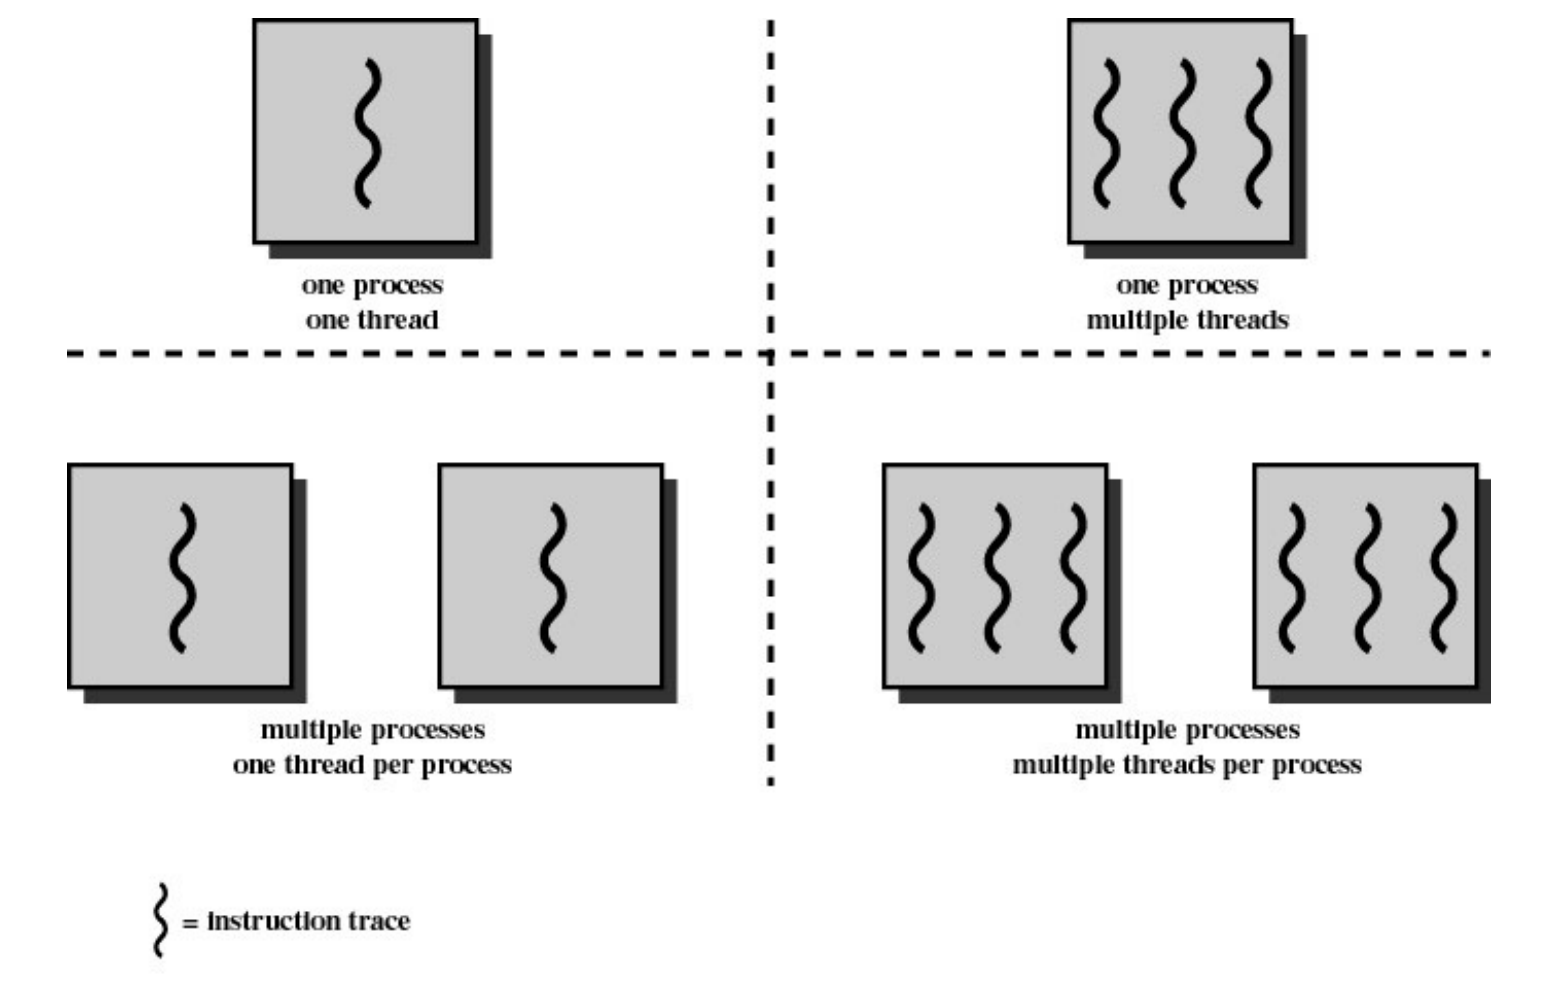 one process
one thread
one process
multiple threads
multiple processes
one thread per process
multiple processes
multiple threads per process
= instruction trace